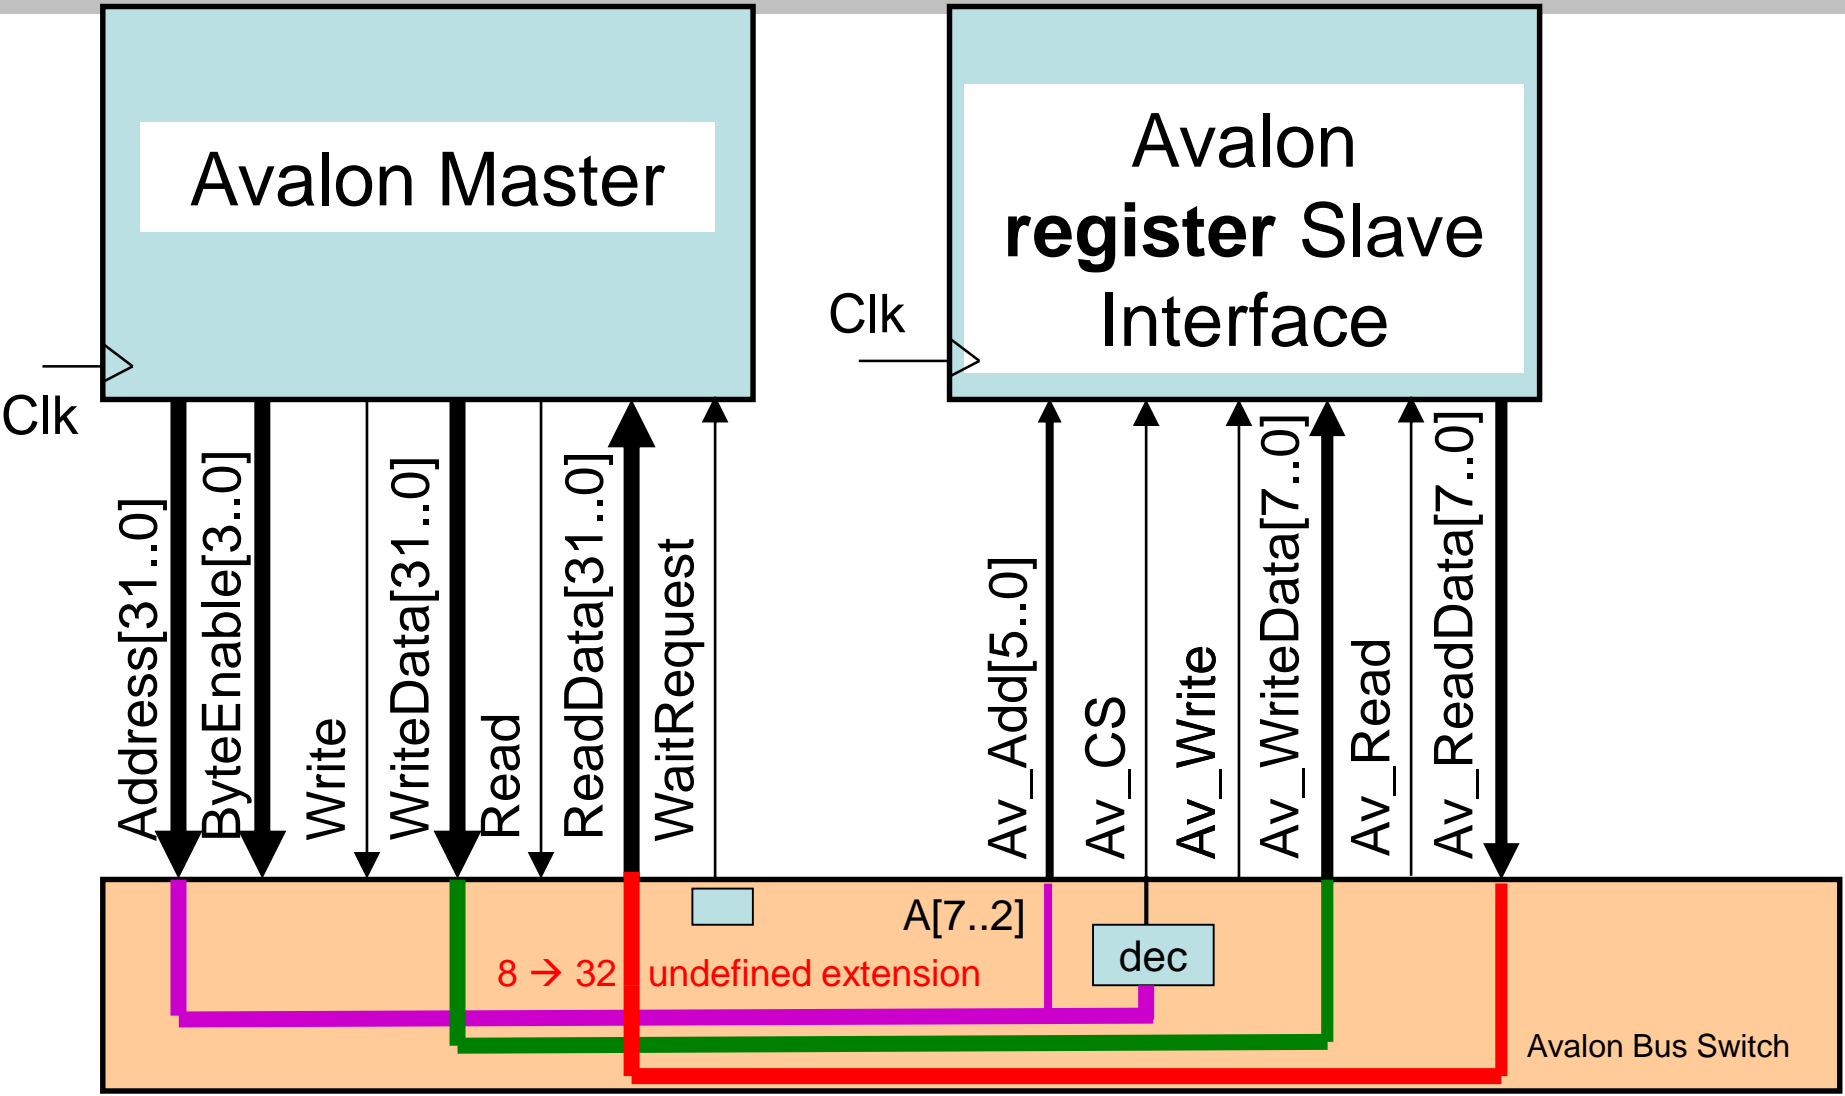 Avalon Master
Avalon
register Slave
Interface
Clk
Clk
Address[31..0]
ByteEnable[3..0]
Write
WriteData[31..0]
Read
ReadData[31..0]
WaitRequest
Av_Add[5..0]
Av_CS
Av_Write
Av_WriteData[7..0]
Av_Read
Av_ReadData[7..0]
A[7..2]
dec
8 → 32 undefined extension
Avalon Bus Switch